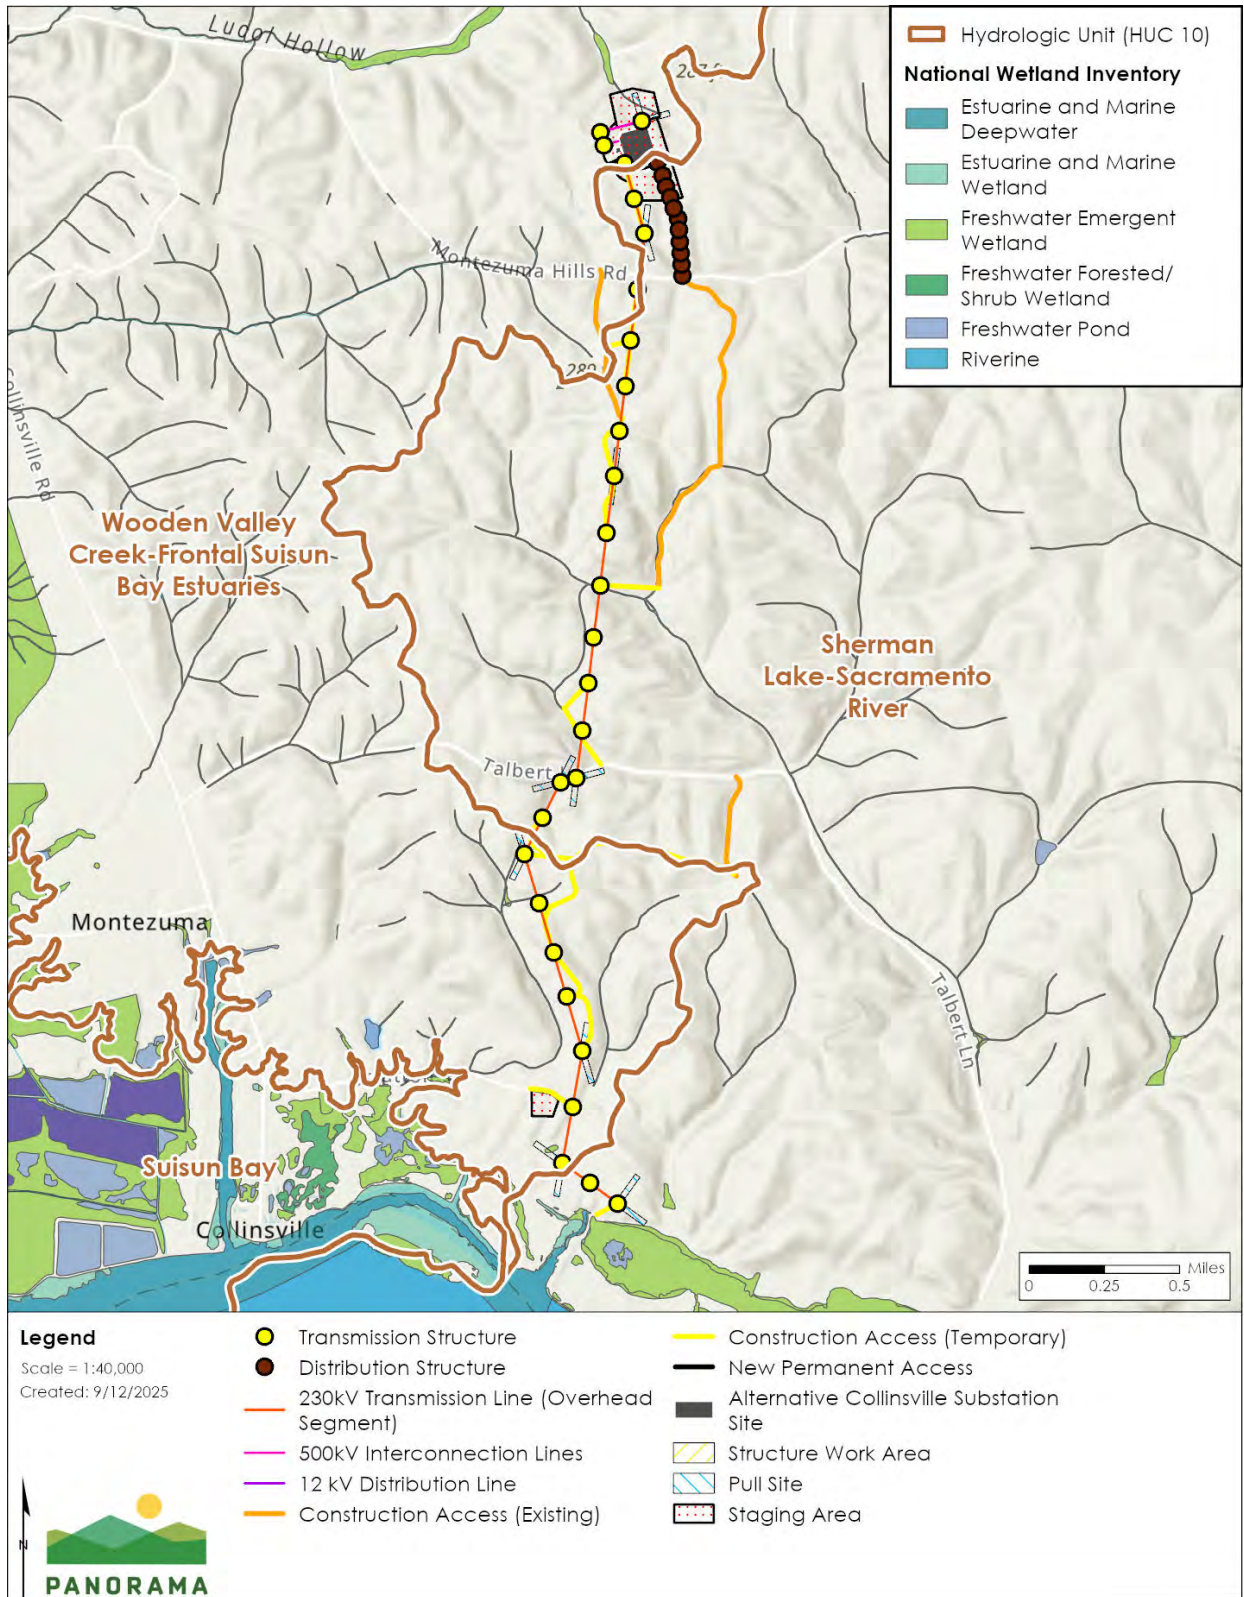 Ludol Hollow
287 ft
Hydrologic Unit (HUC 10)
National Wetland Inventory
Estuarine and Marine
Deepwater
Estuarine and Marine
Wetland
Freshwater Emergent
Wetland
Freshwater Forested/
Shrub Wetland
Freshwater Pond
Riverine
Montezuma Hills Rd
289
Collinsville Rd
Wooden Valley
Creek-Frontal Suisun
Bay Estuaries
Sherman
Lake-Sacramento
River
Talbert
Montezuma
Talbert Ln
Suisun Bay
Collinsville
Miles
0
0.25
0.5
Legend
Scale = 1:40,000
Created: 9/12/2025
N
PANORAMA
Transmission Structure
Distribution Structure
230kV Transmission Line (Overhead
Segment)
500kV Interconnection Lines
12 kV Distribution Line
Construction Access (Existing)
Construction Access (Temporary)
New Permanent Access
Alternative Collinsville Substation
Site
Structure Work Area
Pull Site
Staging Area